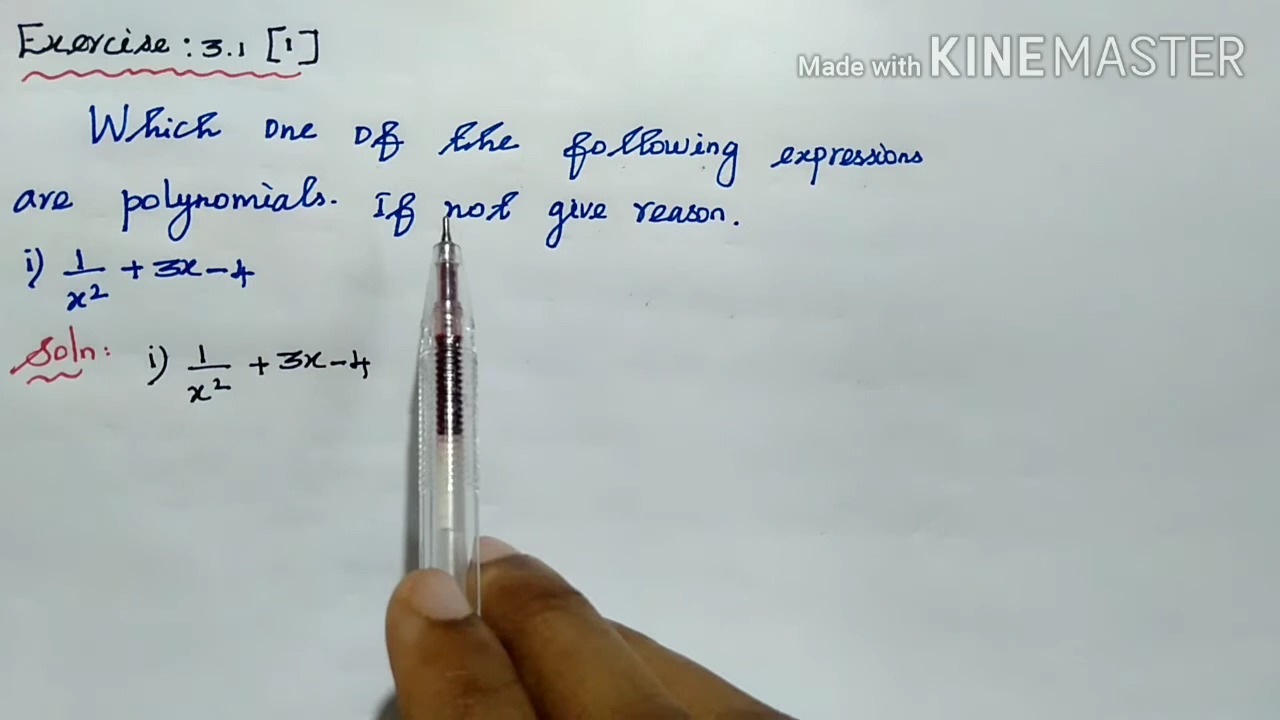 Exercise: 3.1 [1]
Made with KINEMASTER
Which one of the following expressions
are polynomials. If not give reason.
i) 1/x² + 3x - 4
Soln: i) 1/x² + 3x - 4